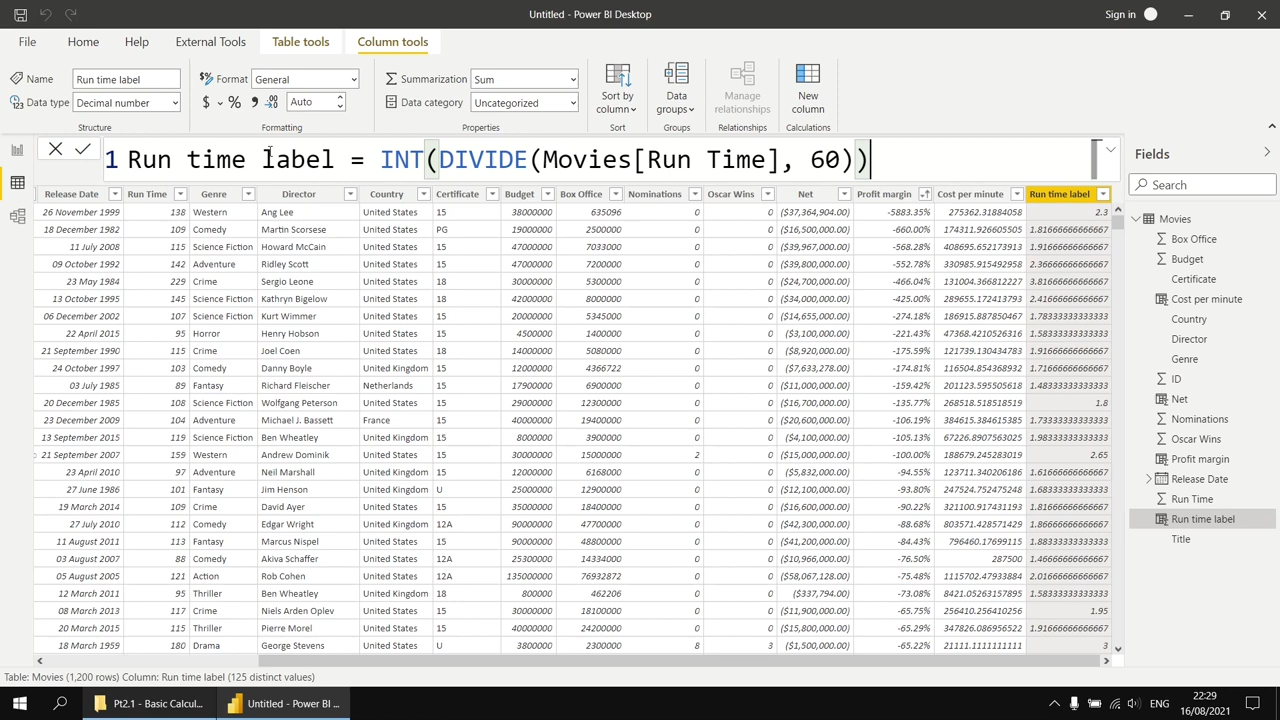 Untitled - Power BI Desktop
Sign in
File Home Help External Tools Table tools Column tools
Name Run time label Format General Summarization Sum Sort by column Data groups Manage relationships New column
Data type Decimal number $ % 9 Auto Data category Uncategorized
Structure Formatting Properties Sort Groups Relationships Calculations
1 Run time label = INT(DIVIDE(Movies[Run Time], 60))
Release Date Run Time Genre Director Country Certificate Budget Box Office Nominations Oscar Wins Net Profit margin Cost per minute Run time label
26 November 1999 138 Western Ang Lee United States 15 38000000 635096 0 0 ($37,364,904.00) -5883.35% 275362.31884058 2.3
18 December 1982 109 Comedy Martin Scorsese United States PG 19000000 2500000 0 0 ($16,500,000.00) -660.00% 174311.926605505 1.81666666666667
11 July 2008 115 Science Fiction Howard McCain United States 15 47000000 7033000 0 0 ($39,967,000.00) -568.28% 408695.652173913 1.91666666666667
09 October 1992 142 Adventure Ridley Scott United States 15 47000000 7200000 0 0 ($39,800,000.00) -552.78% 330985.915492958 2.36666666666667
23 May 1984 229 Crime Sergio Leone United States 18 30000000 5300000 0 0 ($24,700,000.00) -466.04% 131004.366812227 3.81666666666667
13 October 1995 145 Science Fiction Kathryn Bigelow United States 18 42000000 8000000 0 0 ($34,000,000.00) -425.00% 289655.172413793 2.41666666666667
06 December 2002 107 Science Fiction Kurt Wimmer United States 15 20000000 5345000 0 0 ($14,655,000.00) -274.18% 186915.887850467 1.78333333333333
22 April 2015 95 Horror Henry Hobson United States 15 4500000 1400000 0 0 ($3,100,000.00) -221.43% 47368.4210526316 1.58333333333333
21 September 1990 115 Crime Joel Coen United States 18 14000000 5080000 0 0 ($8,920,000.00) -175.59% 121739.130434783 1.91666666666667
24 October 1997 103 Comedy Danny Boyle United Kingdom 15 12000000 4366722 0 0 ($7,633,278.00) -174.81% 116504.854368932 1.71666666666667
03 July 1985 89 Fantasy Richard Fleischer Netherlands 15 17900000 6900000 0 0 ($11,000,000.00) -159.42% 201123.595505618 1.48333333333333
20 December 1985 108 Science Fiction Wolfgang Peterson United States 15 29000000 12300000 0 0 ($16,700,000.00) -135.77% 268518.518518519 1.8
23 December 2009 104 Adventure Michael J. Bassett France 15 40000000 19400000 0 0 ($20,600,000.00) -106.19% 384615.384615385 1.73333333333333
13 September 2015 119 Science Fiction Ben Wheatley United Kingdom 15 8000000 3900000 0 0 ($4,100,000.00) -105.13% 67226.8907563025 1.98333333333333
21 September 2007 159 Western Andrew Dominik United States 15 30000000 15000000 2 0 ($15,000,000.00) -100.00% 188679.245283019 2.65
23 April 2010 97 Adventure Neil Marshall United Kingdom 15 12000000 6168000 0 0 ($5,832,000.00) -94.55% 123711.340206186 1.61666666666667
27 June 1986 101 Fantasy Jim Henson United Kingdom U 25000000 12900000 0 0 ($12,100,000.00) -93.80% 247524.752475248 1.68333333333333
19 March 2014 109 Crime David Ayer United States 15 35000000 18400000 0 0 ($16,600,000.00) -90.22% 321100.917431193 1.81666666666667
27 July 2010 112 Comedy Edgar Wright United States 12A 90000000 47700000 0 0 ($42,300,000.00) -88.68% 803571.428571429 1.86666666666667
11 August 2011 113 Fantasy Marcus Nispel United States 15 90000000 48800000 0 0 ($41,200,000.00) -84.43% 796460.17699115 1.88333333333333
03 August 2007 88 Comedy Akiva Schaffer United States 12A 25300000 14334000 0 0 ($10,966,000.00) -76.50% 287500 1.46666666666667
05 August 2005 121 Action Rob Cohen United States 12A 135000000 76932872 0 0 ($58,067,128.00) -75.48% 1115702.47933884 2.01666666666667
12 March 2011 95 Thriller Ben Wheatley United Kingdom 18 800000 462206 0 0 ($337,794.00) -73.08% 8421.05263157895 1.58333333333333
08 March 2013 117 Crime Niels Arden Oplev United States 15 30000000 18100000 0 0 ($11,900,000.00) -65.75% 256410.256410256 1.95
20 March 2015 115 Thriller Pierre Morel United States 15 40000000 24200000 0 0 ($15,800,000.00) -65.29% 347826.086956522 1.91666666666667
18 March 1959 180 Drama George Stevens United States U 3800000 2300000 8 3 ($1,500,000.00) -65.22% 21111.1111111111 3
Fields
Search
Movies
Box Office
Budget
Certificate
Cost per minute
Country
Director
Genre
ID
Net
Nominations
Oscar Wins
Profit margin
Release Date
Run Time
Run time label
Title
Table: Movies (1,200 rows) Column: Run time label (125 distinct values)
Pt2.1 - Basic Calcul... Untitled - Power BI ... ENG 22:29
16/08/2021